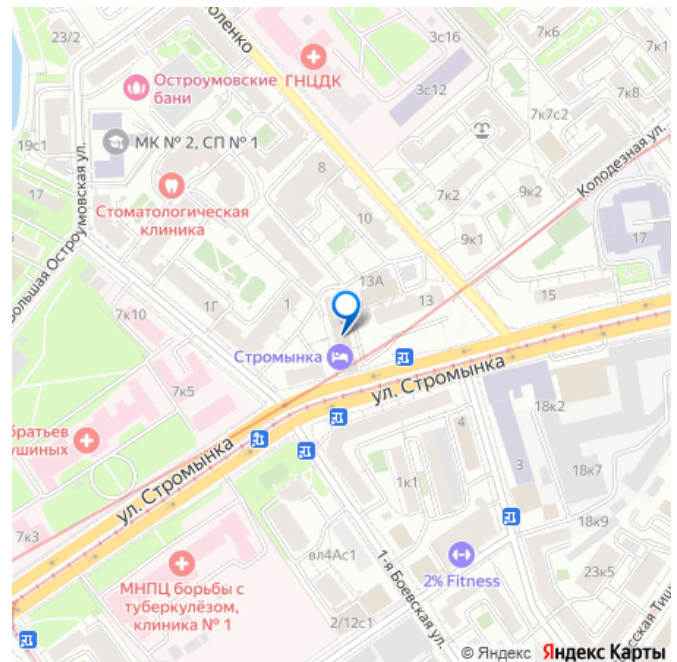 23/2
оленко
3с16
7к6
7к1
ГНЦДК
Остроумовские
бани
3с12
7к8
7к7с2
19с1
МК № 2, СП № 1
Колодезная ул.
8
17
Стоматологическая
клиника
7к2
9к2
10
Большая Остроумовская ул.
9к1
17
13А
1Г
1
13
15
7к10
Стромынка
ул. Стромынка
7к5
18к2
братьев
ушиных
4
ул. Стромынка
1к1
3
18к7
7к3
18к9
вл4Ас1
2% Fitness
23к5
МНПЦ борьбы с
туберкулёзом,
клиника № 1
1-я Боевская ул.
2/12с1
сская Тиш
© Яндекс Яндекс Карты